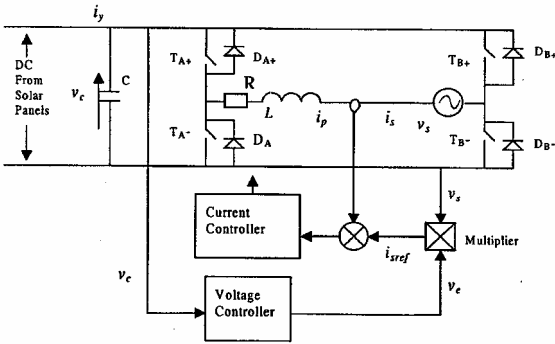 i_y
DC
From
Solar
Panels
v_c
C
T_A+
D_A+
R
L
i_p
T_A-
D_A
i_s
v_s
T_B+
D_B+
T_B-
D_B-
Current
Controller
v_s
Multiplier
i_sref
v_c
Voltage
Controller
v_e